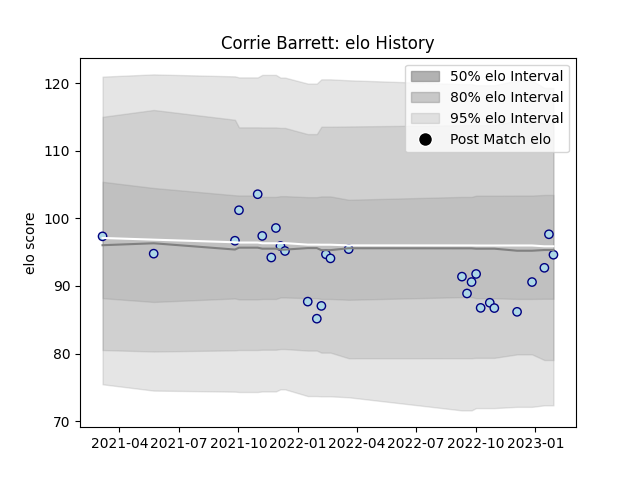 Corrie Barrett: elo History
50% elo Interval
80% elo Interval
95% elo Interval
Post Match elo
elo score
120
110
100
90
80
70
2021-04 2021-07 2021-10 2022-01 2022-04 2022-07 2022-10 2023-01